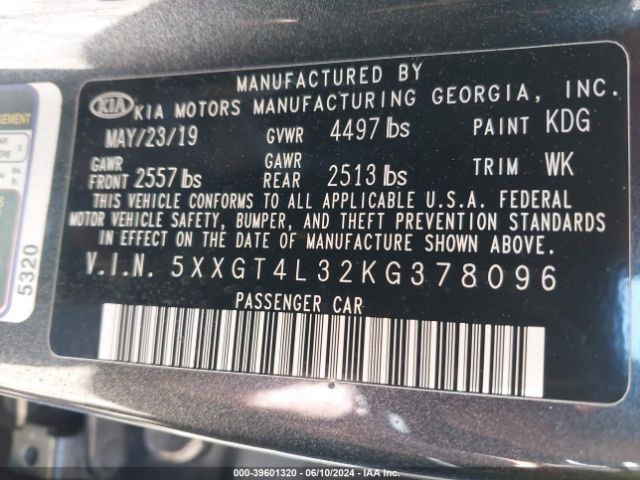 MANUFACTURED BY
KIA KIA MOTORS MANUFACTURING GEORGIA, INC.
MAY/23/19 GVWR 4497 lbs PAINT KDG
GAWR FRONT 2557 lbs GAWR REAR 2513 lbs TRIM WK
THIS VEHICLE CONFORMS TO ALL APPLICABLE U.S.A. FEDERAL
MOTOR VEHICLE SAFETY, BUMPER, AND THEFT PREVENTION STANDARDS
IN EFFECT ON THE DATE OF MANUFACTURE SHOWN ABOVE.
V.I.N. 5XXGT4L32KG378096
PASSENGER CAR
5320
000-39601320 - 06/10/2024 - IAA Inc.